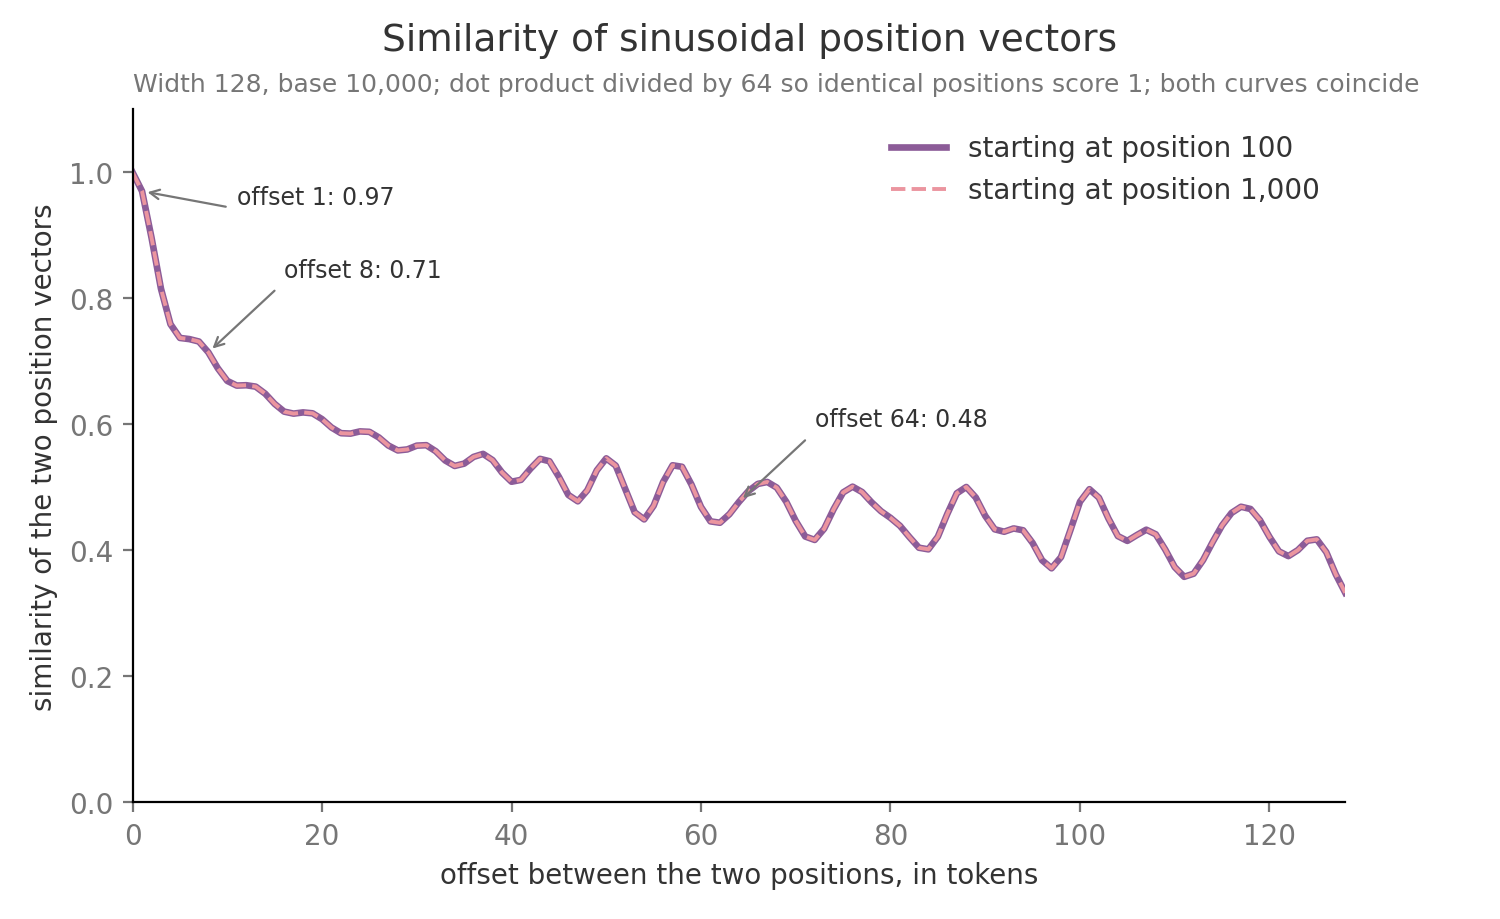 Similarity of sinusoidal position vectors
Width 128, base 10,000; dot product divided by 64 so identical positions score 1; both curves coincide
starting at position 100
starting at position 1,000
offset 1: 0.97
offset 8: 0.71
offset 64: 0.48
similarity of the two position vectors
1.0
0.8
0.6
0.4
0.2
0.0
0 20 40 60 80 100 120
offset between the two positions, in tokens